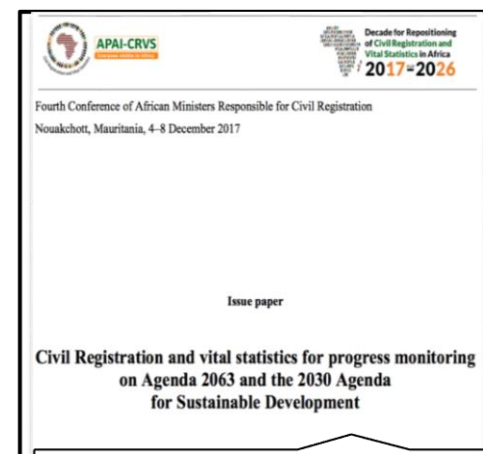 APAI-CRVS
Decade for Repositioning
of Civil Registration and
Vital Statistics in Africa
2017-2026
Fourth Conference of African Ministers Responsible for Civil Registration
Nouakchott, Mauritania, 4–8 December 2017
Issue paper
Civil Registration and vital statistics for progress monitoring
on Agenda 2063 and the 2030 Agenda
for Sustainable Development